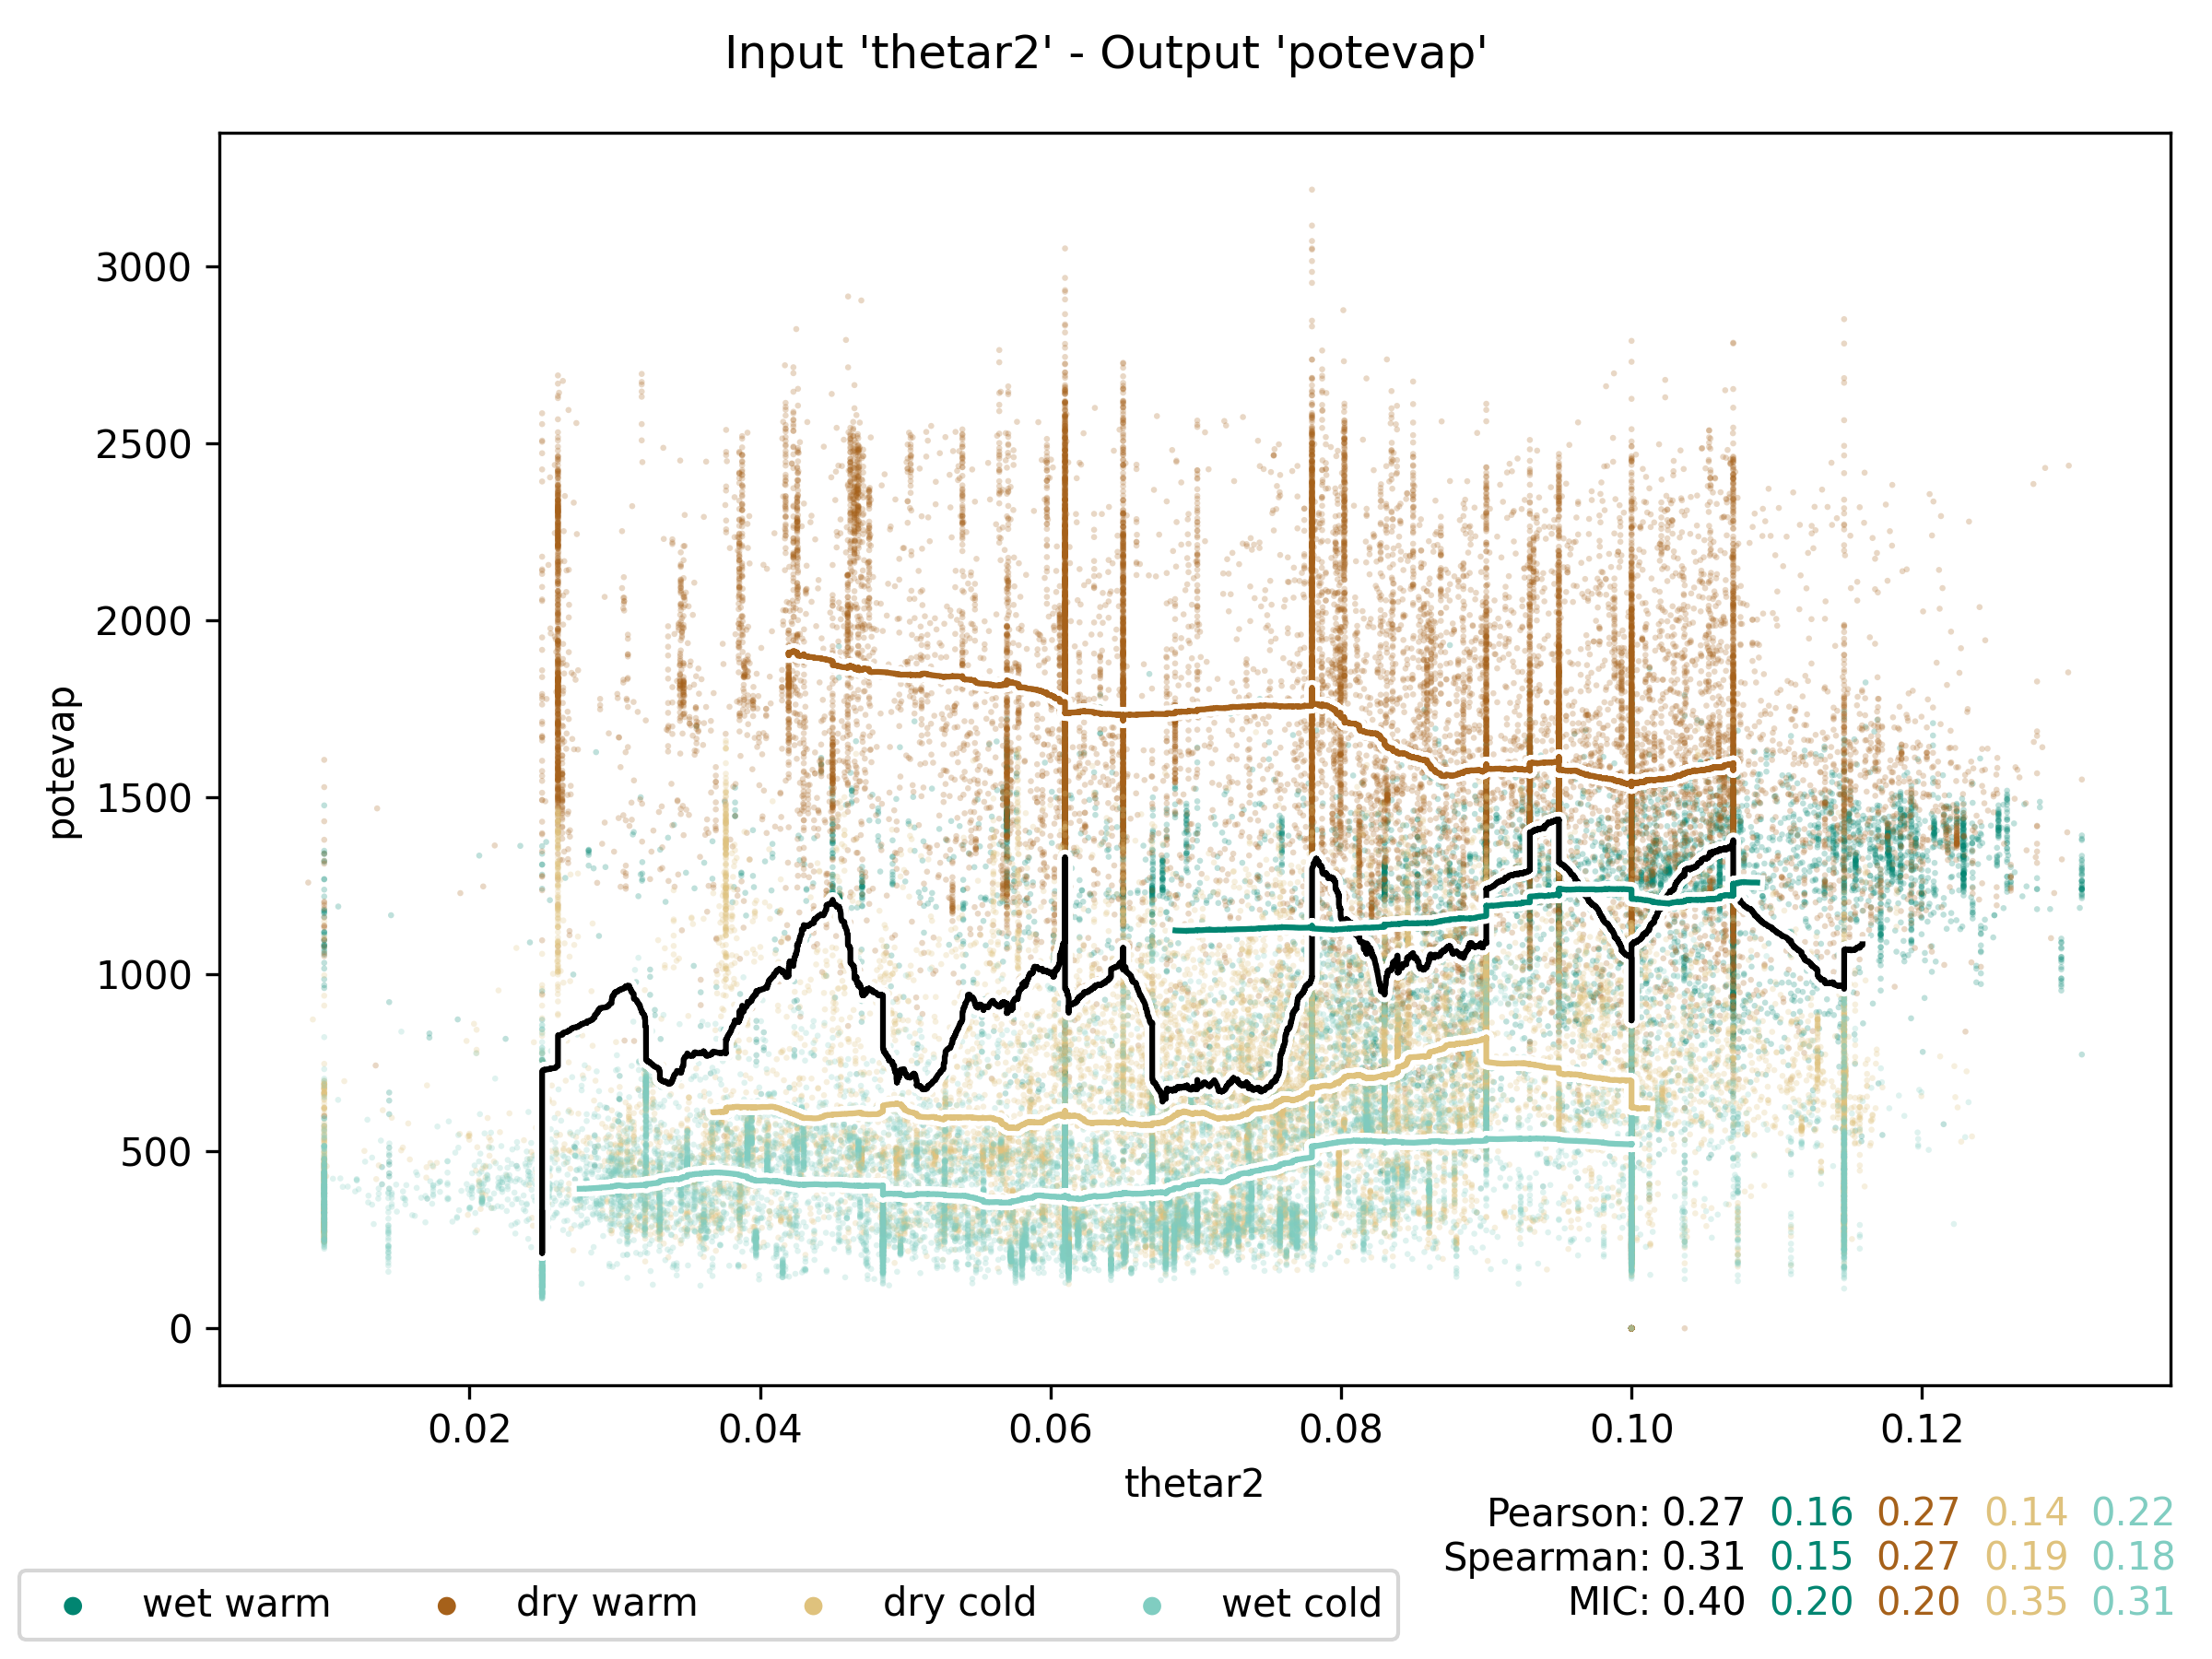 Input 'thetar2' - Output 'potevap'
3000
2500
2000
1500
1000
500
0
potevap
0.02 0.04 0.06 0.08 0.10 0.12
thetar2
Pearson: 0.27 0.16 0.27 0.14 0.22
Spearman: 0.31 0.15 0.27 0.19 0.18
MIC: 0.40 0.20 0.20 0.35 0.31
wet warm dry warm dry cold wet cold